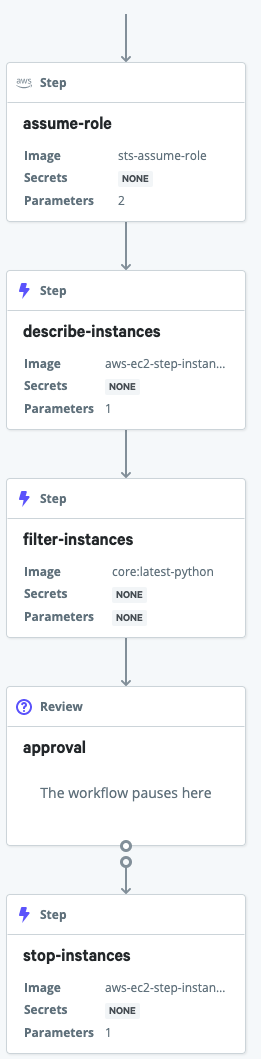 aws Step
assume-role
Image sts-assume-role
Secrets NONE
Parameters 2
Step
describe-instances
Image aws-ec2-step-instan...
Secrets NONE
Parameters 1
Step
filter-instances
Image core:latest-python
Secrets NONE
Parameters NONE
? Review
approval
The workflow pauses here
Step
stop-instances
Image aws-ec2-step-instan...
Secrets NONE
Parameters 1